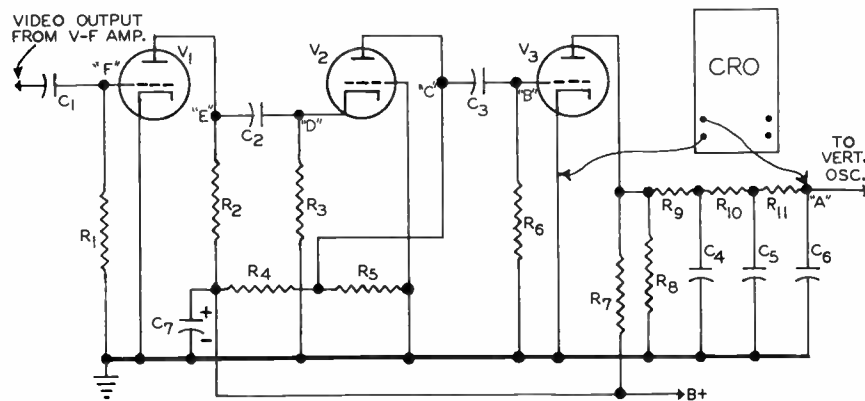 VIDEO OUTPUT
FROM V-F AMP.
"F"
C1
V1
"E"
C2
"D"
V2
"C"
C3
"B"
V3
CRO
TO
VERT.
OSC.
"A"
R1
R2
R3
R4
R5
R6
R7
R8
R9
R10
R11
C4
C5
C6
C7
+
-
B+